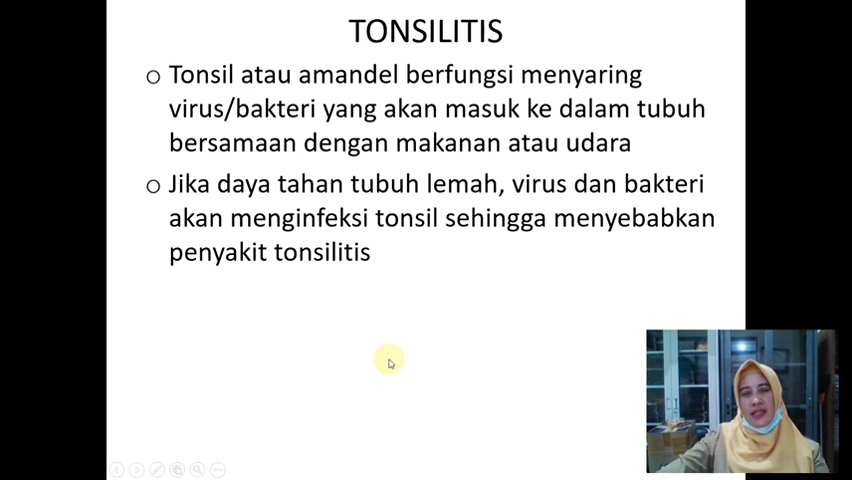 TONSILITIS
Tonsil atau amandel berfungsi menyaring
virus/bakteri yang akan masuk ke dalam tubuh
bersamaan dengan makanan atau udara
Jika daya tahan tubuh lemah, virus dan bakteri
akan menginfeksi tonsil sehingga menyebabkan
penyakit tonsilitis